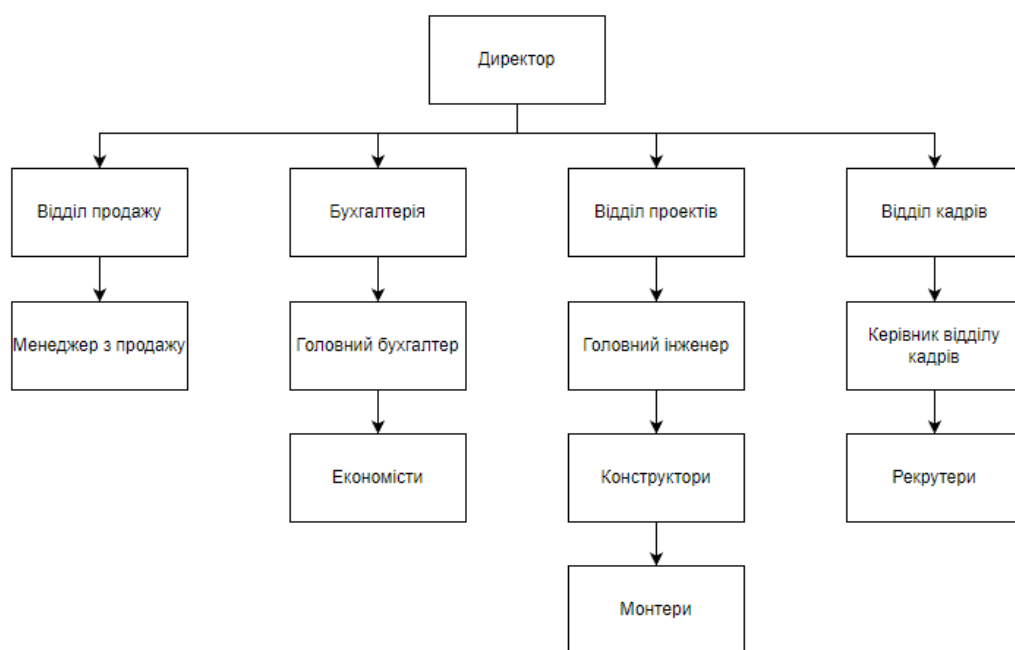 Директор
Відділ продажу
Бухгалтерія
Відділ проектів
Відділ кадрів
Менеджер з продажу
Головний бухгалтер
Головний інженер
Керівник відділу
кадрів
Економісти
Конструктори
Рекрутери
Монтери